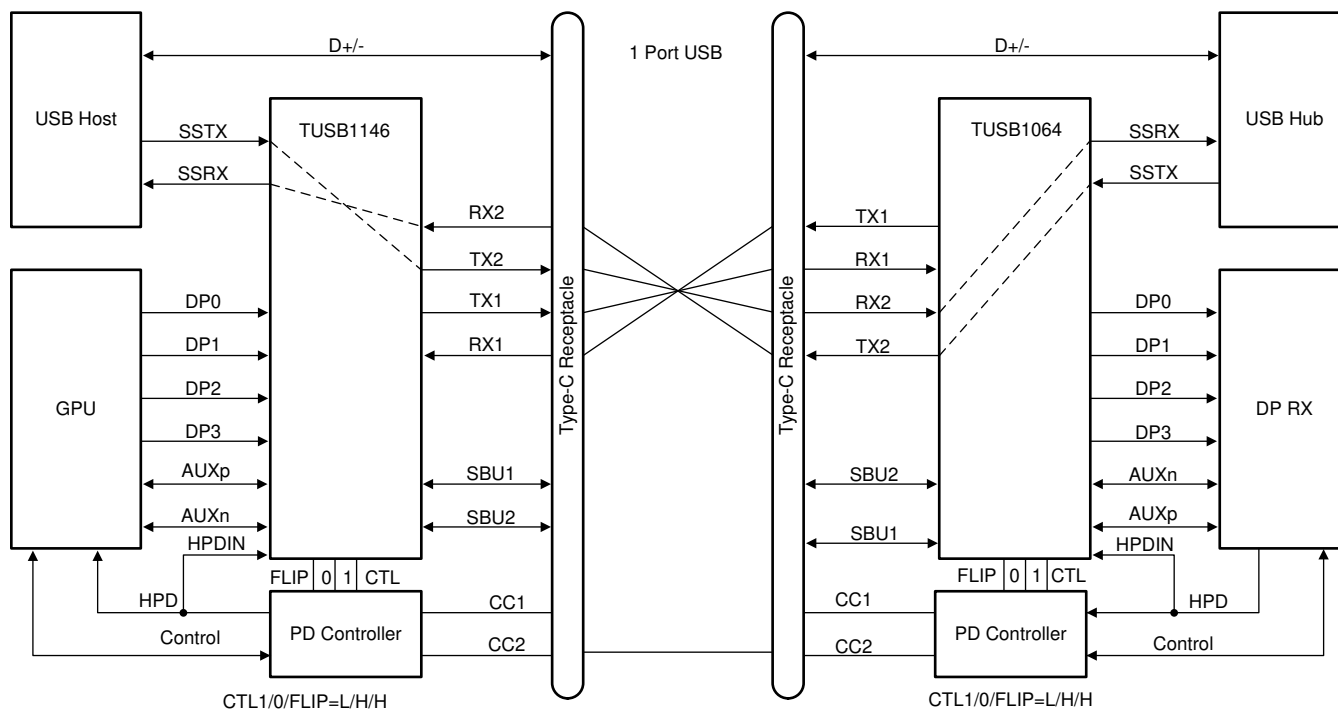 D+/-
1 Port USB
D+/-
USB Host
TUSB1146
TUSB1064
USB Hub
SSTX
SSRX
SSRX
SSTX
RX2
TX1
TX2
RX1
TX1
RX2
RX1
TX2
Type-C Receptacle
Type-C Receptacle
GPU
DP0
DP1
DP2
DP3
AUXp
AUXn
HPDIN
SBU1
SBU2
SBU2
SBU1
DP0
DP1
DP2
DP3
AUXn
AUXp
HPDIN
DP RX
FLIP 0 1 CTL
FLIP 0 1 CTL
HPD
Control
PD Controller
CC1
CC2
CC1
CC2
PD Controller
HPD
Control
CTL1/0/FLIP=L/H/H
CTL1/0/FLIP=L/H/H